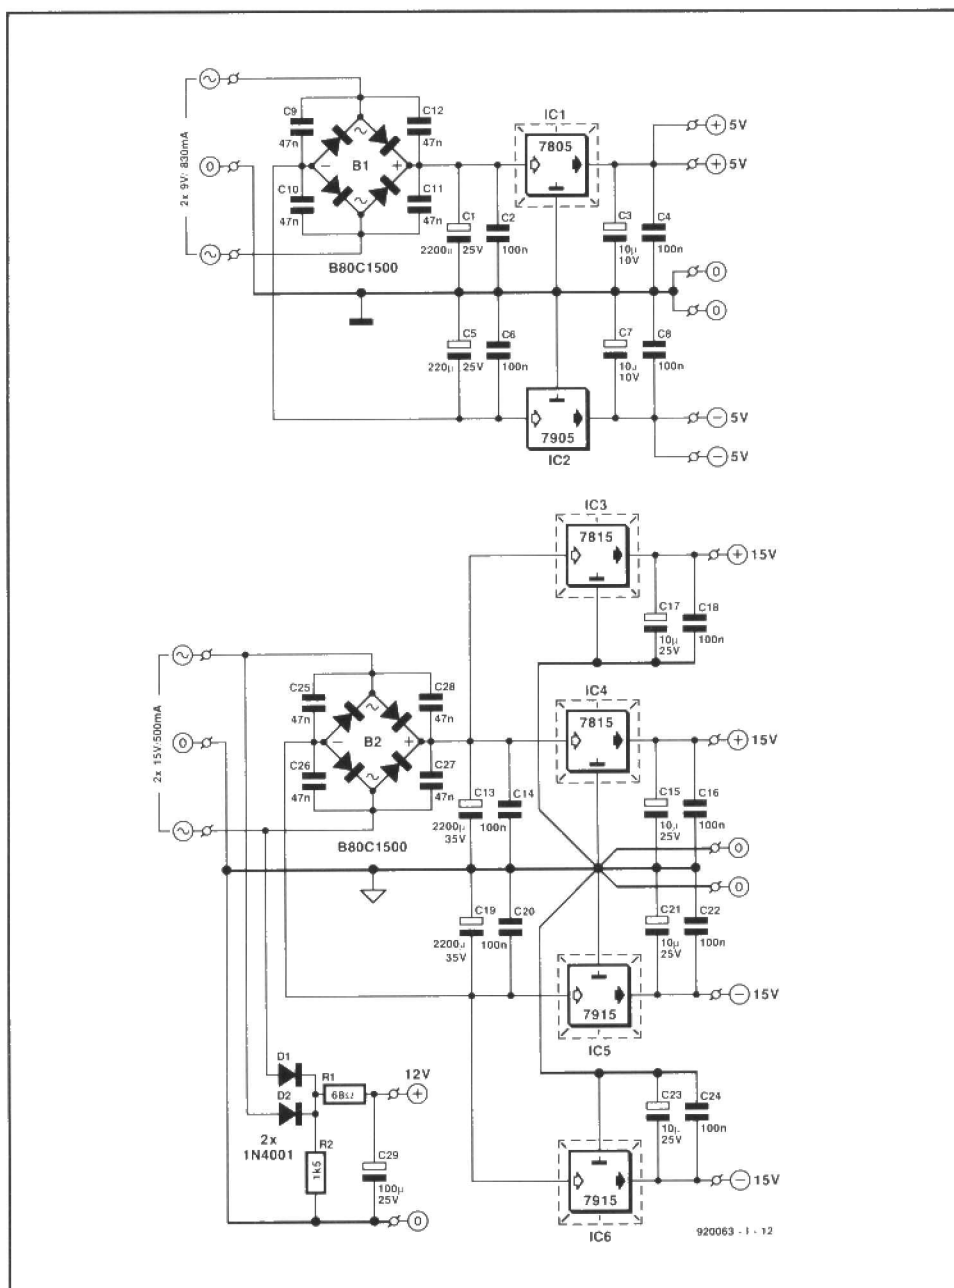 2x 9V/830mA
0
C9
47n
C12
47n
B1
C10
47n
C11
47n
B80C1500
C1
2200µ
25V
C2
100n
IC1
7805
C3
10µ
10V
C4
100n
+ 5V
+ 5V
0
0
C5
220µ
25V
C6
100n
7905
IC2
C7
10µ
10V
C8
100n
− 5V
− 5V
IC3
7815
C17
10µ
25V
C18
100n
+ 15V
2x 15V/500mA
0
C25
47n
C28
47n
B2
C26
47n
C27
47n
B80C1500
C13
2200µ
35V
C14
100n
IC4
7815
C15
10µ
25V
C16
100n
+ 15V
0
0
C19
2200µ
35V
C20
100n
7915
IC5
C21
10µ
25V
C22
100n
− 15V
D1
D2
2x
1N4001
R1
68Ω
12V
+
R2
1k5
C29
100µ
25V
0
7915
IC6
C23
10µ
25V
C24
100n
− 15V
920063 - I - 12